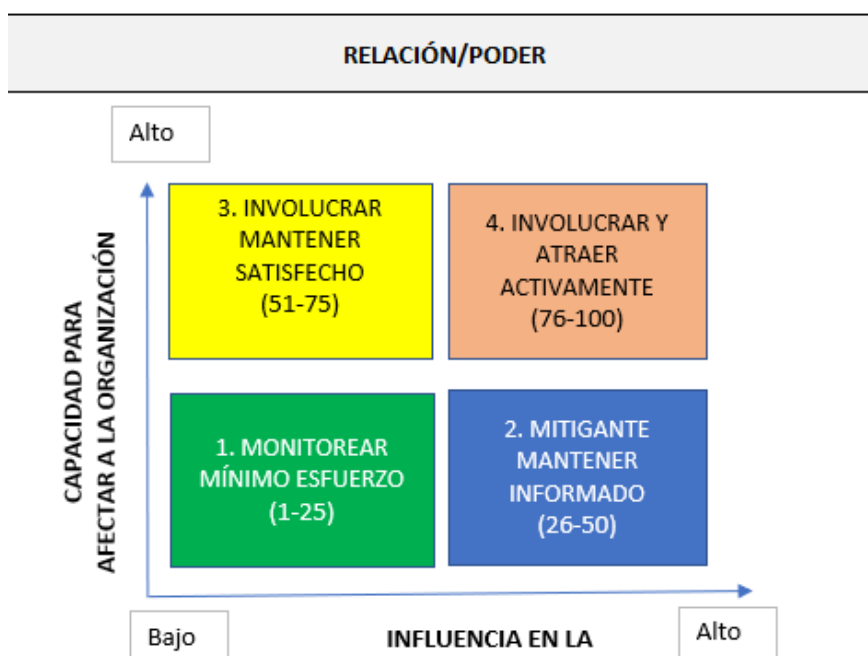 RELACIÓN/PODER
Alto
CAPACIDAD PARA
AFECTAR A LA ORGANIZACIÓN
3. INVOLUCRAR
MANTENER
SATISFECHO
(51-75)
4. INVOLUCRAR Y
ATRAER
ACTIVAMENTE
(76-100)
1. MONITOREAR
MÍNIMO ESFUERZO
(1-25)
2. MITIGANTE
MANTENER
INFORMADO
(26-50)
Bajo
INFLUENCIA EN LA
Alto